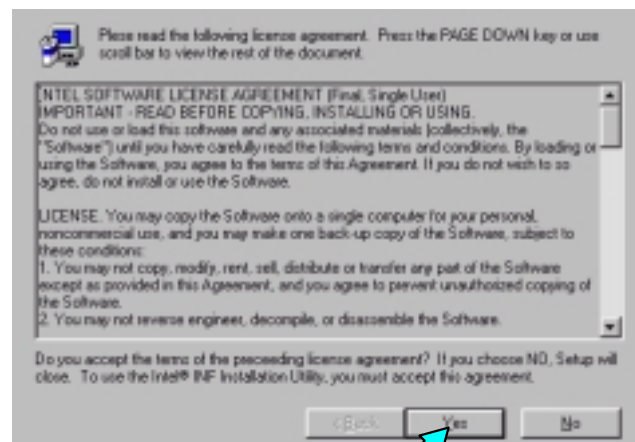 Please read the following license agreement. Press the PAGE DOWN key or use
scroll bar to view the rest of the document.
INTEL SOFTWARE LICENSE AGREEMENT (Final, Single User)
IMPORTANT - READ BEFORE COPYING, INSTALLING OR USING.
Do not use or load this software and any associated materials (collectively, the
"Software") until you have carefully read the following terms and conditions. By loading or
using the Software, you agree to the terms of this Agreement. If you do not wish to so
agree, do not install or use the Software.
LICENSE. You may copy the Software onto a single computer for your personal,
noncommercial use, and you may make one back-up copy of the Software, subject to
these conditions:
1. You may not copy, modify, rent, sell, distribute or transfer any part of the Software
except as provided in this Agreement, and you agree to prevent unauthorized copying of
the Software.
2. You may not reverse engineer, decompile, or disassemble the Software.
Do you accept the terms of the preceeding license agreement? If you choose NO, Setup will
close. To use the Intel® INF Installation Utility, you must accept this agreement.
< Back
Yes
No